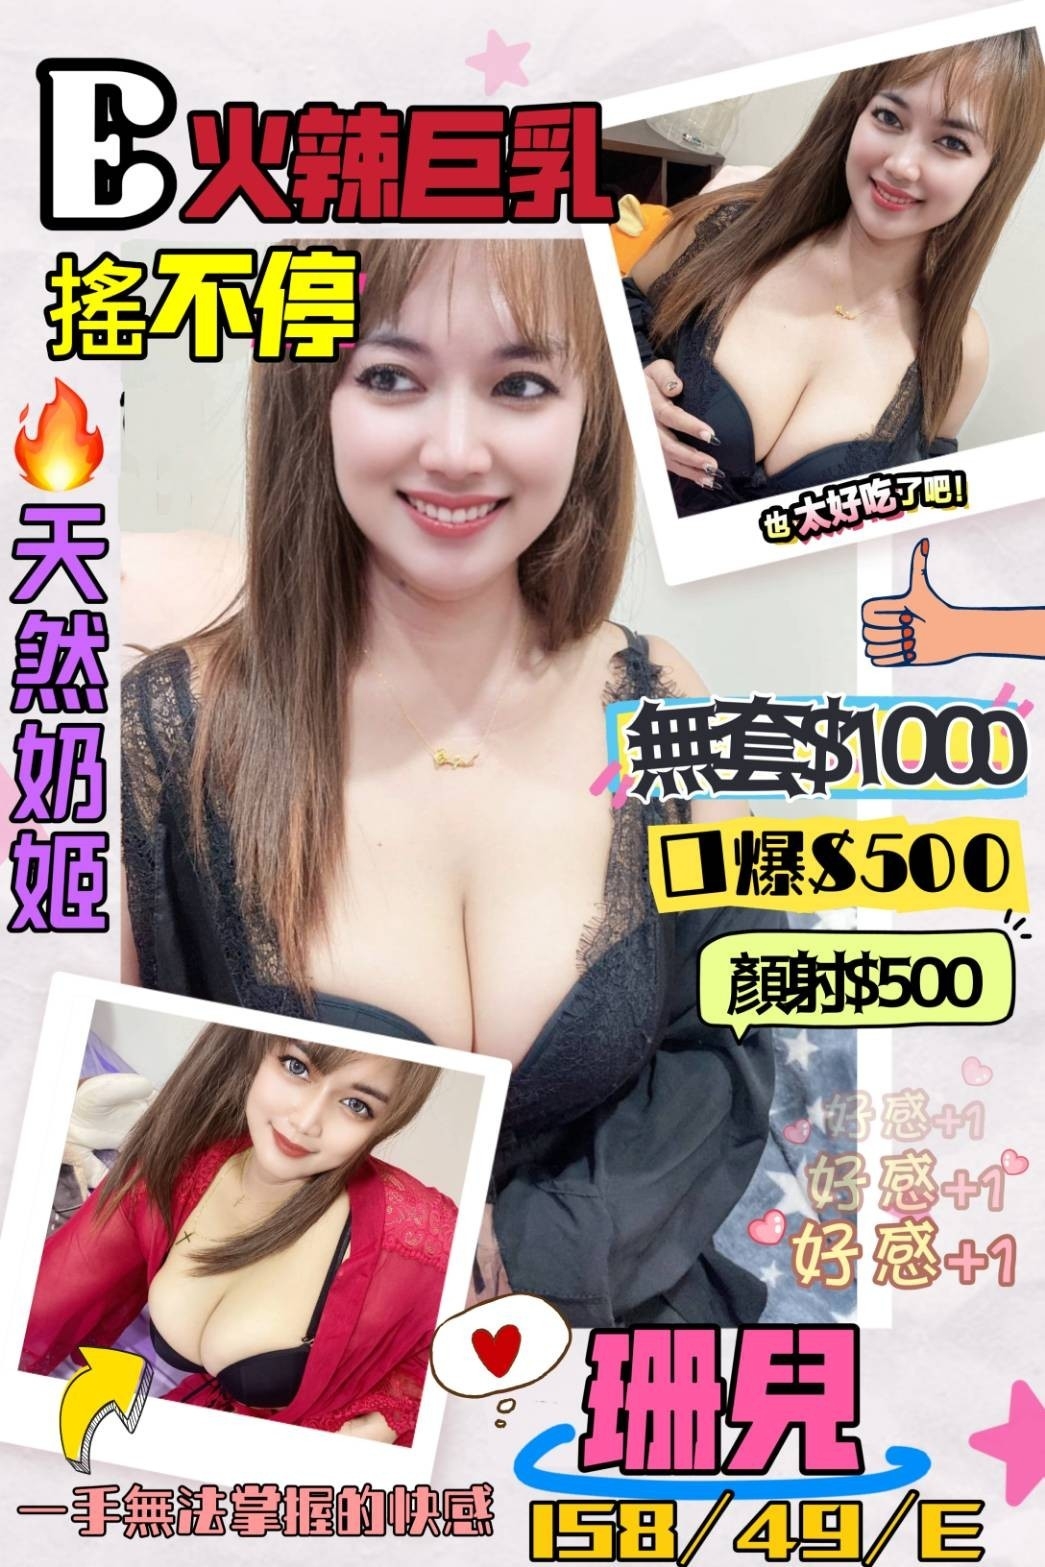 E火辣巨乳
搖不停
天然奶姬
也太好吃了吧!
無套$1000
口爆$500
顏射$500
好感+1
好感+1
好感+1
珊兒
一手無法掌握的快感
158/49/E